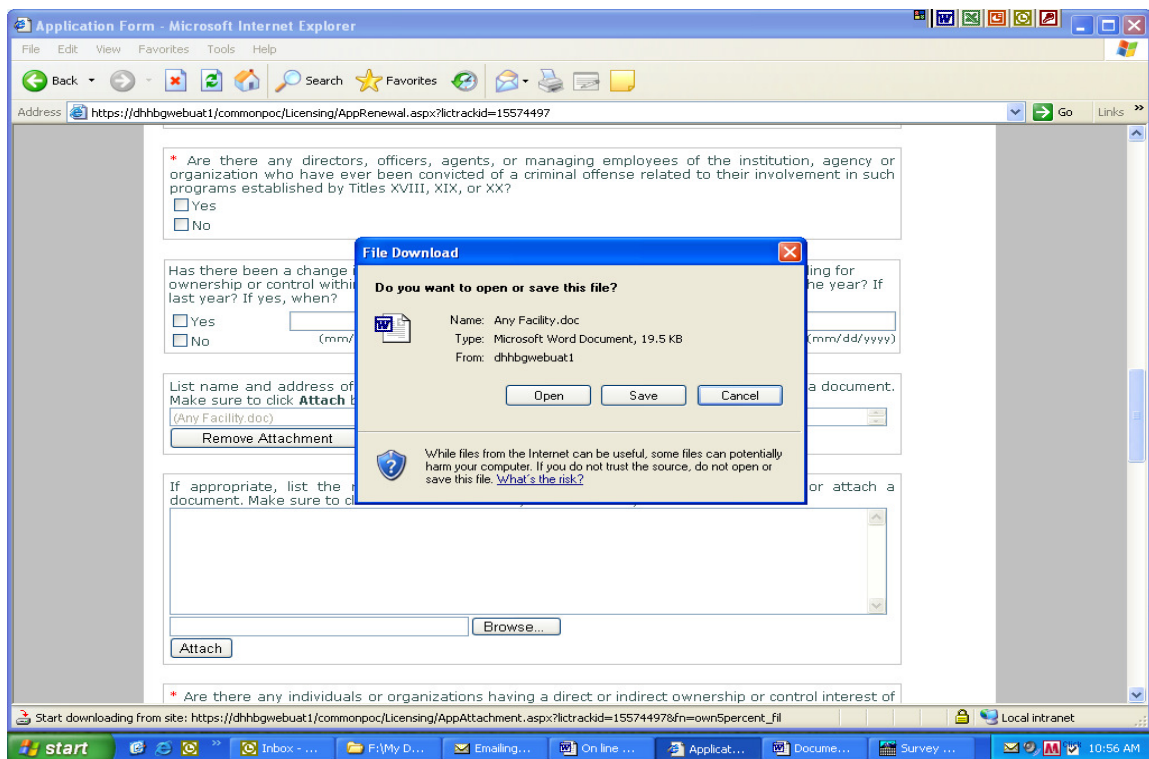 Application Form - Microsoft Internet Explorer
File Edit View Favorites Tools Help
Back Search Favorites
Address https://dhhbgwebuat1/commonpoc/Licensing/AppRenewal.aspx?lictrackid=15574497 Go Links »
* Are there any directors, officers, agents, or managing employees of the institution, agency or
organization who have ever been convicted of a criminal offense related to their involvement in such
programs established by Titles XVIII, XIX, or XX?
Yes
No
Has there been a change
ownership or control
last year? If yes, when?
Yes
No
ling for
he year? If
(mm/dd/yyyy)
File Download
Do you want to open or save this file?
Name: Any Facility.doc
Type: Microsoft Word Document, 19.5 KB
From: dhhbgwebuat1
Open Save Cancel
While files from the Internet can be useful, some files can potentially
harm your computer. If you do not trust the source, do not open or
save this file. What's the risk?
List name and address of
a document.
Make sure to click Attach
(Any Facility.doc)
Remove Attachment
If appropriate, list the
or attach a
document. Make sure to
Browse...
Attach
* Are there any individuals or organizations having a direct or indirect ownership or control interest of
Start downloading from site: https://dhhbgwebuat1/commonpoc/Licensing/AppAttachment.aspx?lictrackid=15574497&fn=own5percent_fil Local intranet
start Inbox - ... F:\My D... Emailing... On line ... Applicat... Docume... Survey ... 10:56 AM